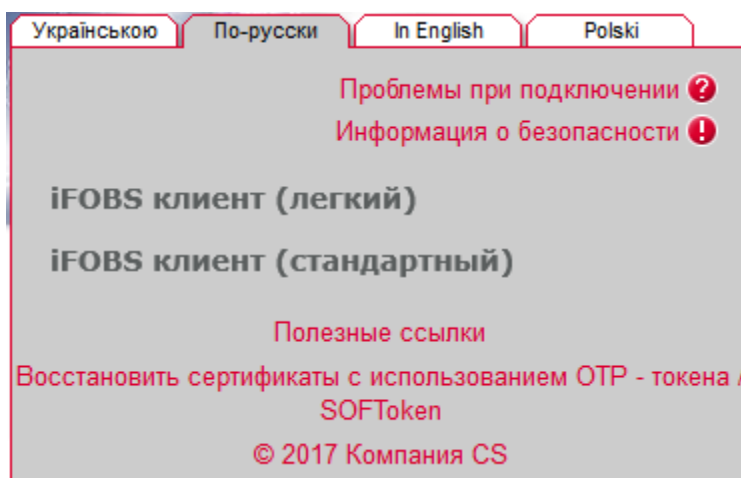 Українською По-русски In English Polski
Проблемы при подключении ?
Информация о безопасности !
iFOBS клиент (легкий)
iFOBS клиент (стандартный)
Полезные ссылки
Восстановить сертификаты с использованием OTP - токена /
SOFToken
© 2017 Компания CS